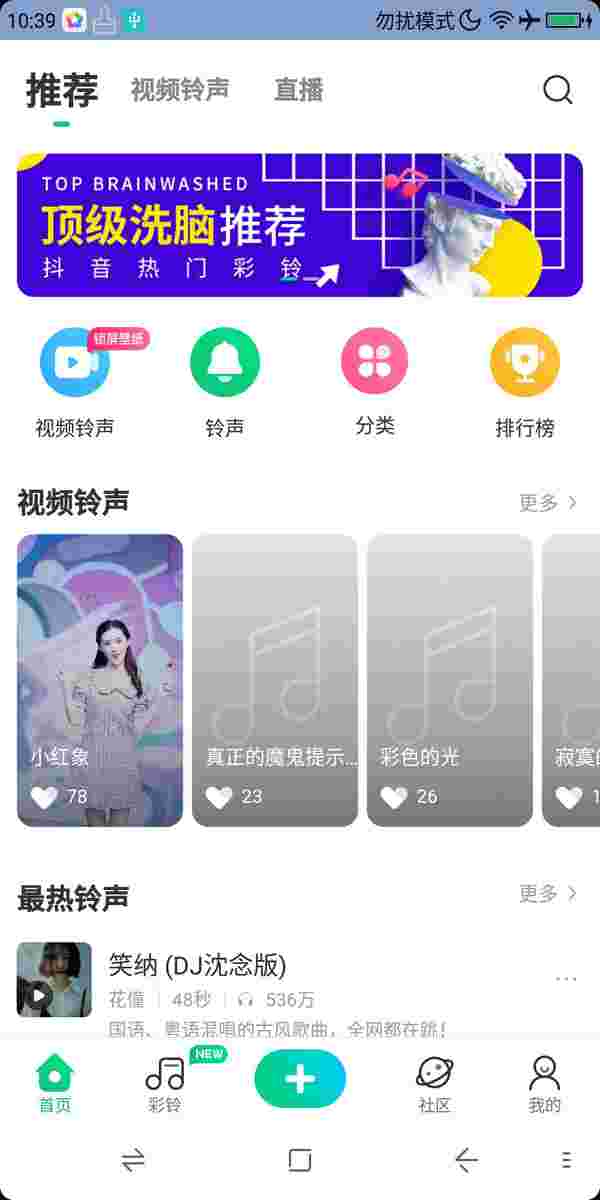 10:39 勿扰模式
推荐 视频铃声 直播
TOP BRAINWASHED
顶级洗脑推荐
抖音热门彩铃
锁屏壁纸
视频铃声 铃声 分类 排行榜
视频铃声 更多
小红象 真正的魔鬼提示... 彩色的光 寂寞的
78 23 26 1
最热铃声 更多
笑纳 (DJ沈念版)
花僮 48秒 536万
国语、粤语混唱的古风歌曲，全网都在跳！
NEW
首页 彩铃 社区 我的